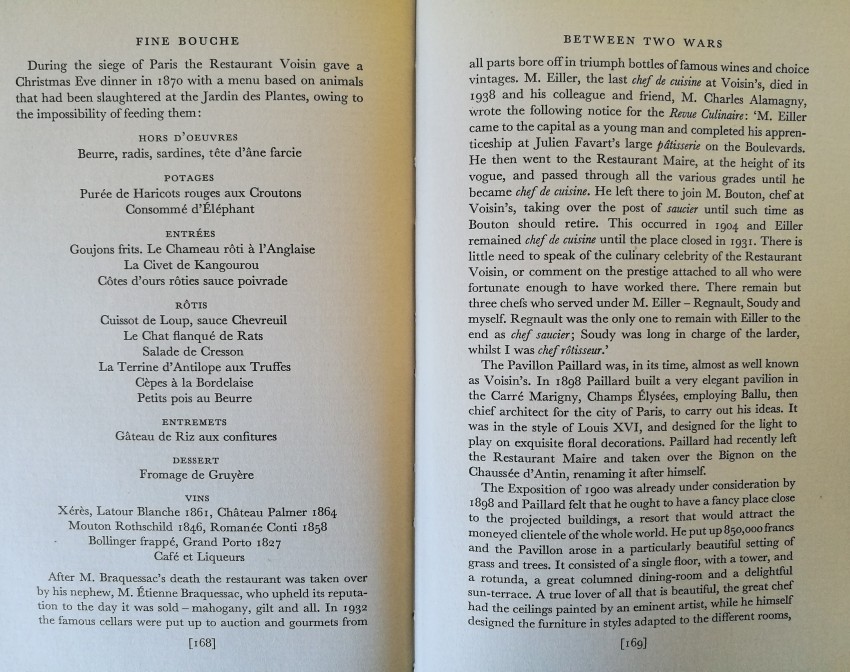 FINE BOUCHE
During the siege of Paris the Restaurant Voisin gave a
Christmas Eve dinner in 1870 with a menu based on animals
that had been slaughtered at the Jardin des Plantes, owing to
the impossibility of feeding them:
HORS D'OEUVRES
Beurre, radis, sardines, tête d'âne farcie
POTAGES
Purée de Haricots rouges aux Croutons
Consommé d'Éléphant
ENTRÉES
Goujons frits. Le Chameau rôti à l'Anglaise
La Civet de Kangourou
Côtes d'ours rôties sauce poivrade
RÔTIS
Cuissot de Loup, sauce Chevreuil
Le Chat flanqué de Rats
Salade de Cresson
La Terrine d'Antilope aux Truffes
Cèpes à la Bordelaise
Petits pois au Beurre
ENTREMETS
Gâteau de Riz aux confitures
DESSERT
Fromage de Gruyère
VINS
Xérès, Latour Blanche 1861, Château Palmer 1864
Mouton Rothschild 1846, Romanée Conti 1858
Bollinger frappé, Grand Porto 1827
Café et Liqueurs
After M. Braquessac's death the restaurant was taken over
by his nephew, M. Étienne Braquessac, who upheld its reputa-
tion to the day it was sold – mahogany, gilt and all. In 1932
the famous cellars were put up to auction and gourmets from
[168]
BETWEEN TWO WARS
all parts bore off in triumph bottles of famous wines and choice
vintages. M. Eiller, the last chef de cuisine at Voisin's, died in
1938 and his colleague and friend, M. Charles Alamagny,
wrote the following notice for the Revue Culinaire: 'M. Eiller
came to the capital as a young man and completed his appren-
ticeship at Julien Favart's large pâtisserie on the Boulevards.
He then went to the Restaurant Maire, at the height of its
vogue, and passed through all the various grades until he
became chef de cuisine. He left there to join M. Bouton, chef at
Voisin's, taking over the post of saucier until such time as
Bouton should retire. This occurred in 1904 and Eiller
remained chef de cuisine until the place closed in 1931. There is
little need to speak of the culinary celebrity of the Restaurant
Voisin, or comment on the prestige attached to all who were
fortunate enough to have worked there. There remain but
three chefs who served under M. Eiller – Regnault, Soudy and
myself. Regnault was the only one to remain with Eiller to the
end as chef saucier; Soudy was long in charge of the larder,
whilst I was chef rôtisseur.'
The Pavillon Paillard was, in its time, almost as well known
as Voisin's. In 1898 Paillard built a very elegant pavilion in
the Carré Marigny, Champs Élysées, employing Ballu, then
chief architect for the city of Paris, to carry out his ideas. It
was in the style of Louis XVI, and designed for the light to
play on exquisite floral decorations. Paillard had recently left
the Restaurant Maire and taken over the Bignon on the
Chaussée d'Antin, renaming it after himself.
The Exposition of 1900 was already under consideration by
1898 and Paillard felt that he ought to have a fancy place close
to the projected buildings, a resort that would attract the
moneyed clientele of the whole world. He put up 850,000 francs
and the Pavillon arose in a particularly beautiful setting of
grass and trees. It consisted of a single floor, with a tower, and
a rotunda, a great columned dining-room and a delightful
sun-terrace. A true lover of all that is beautiful, the great chef
had the ceilings painted by an eminent artist, while he himself
designed the furniture in styles adapted to the different rooms,
[169]